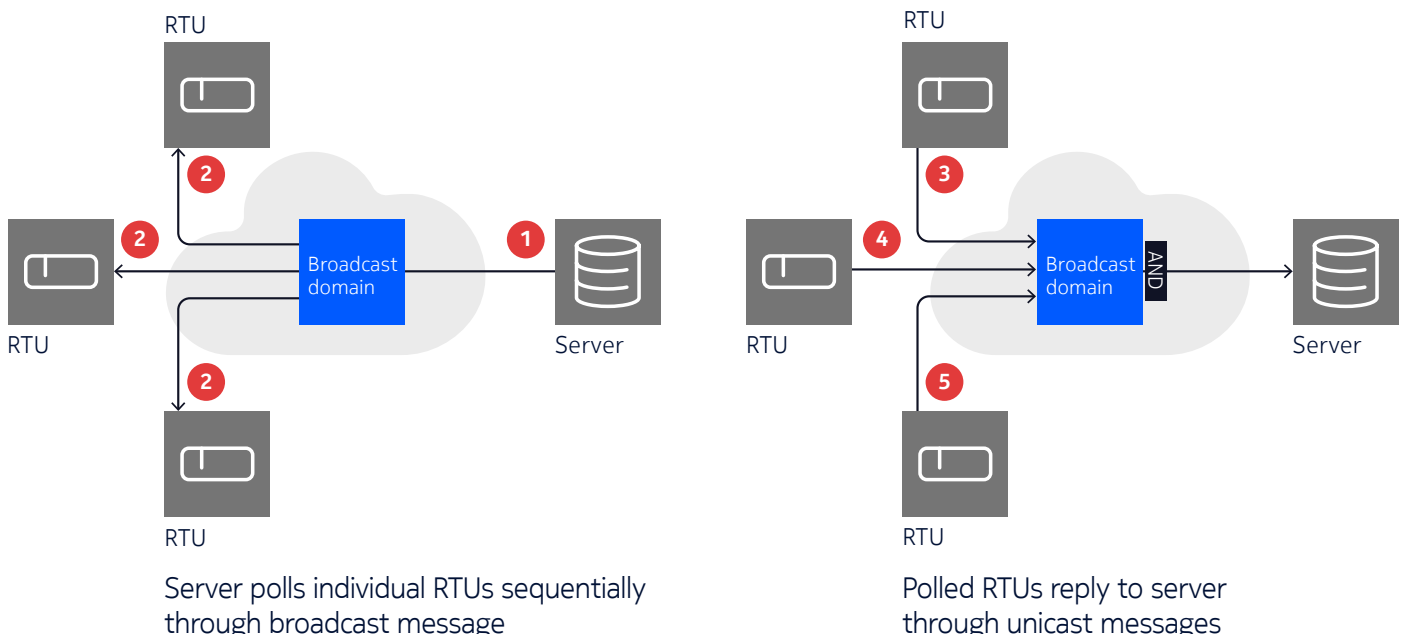 RTU
2
2
1
Broadcast
domain
RTU
Server
2
RTU
Server polls individual RTUs sequentially
through broadcast message
RTU
3
4
Broadcast
domain
AND
RTU
Server
5
RTU
Polled RTUs reply to server
through unicast messages